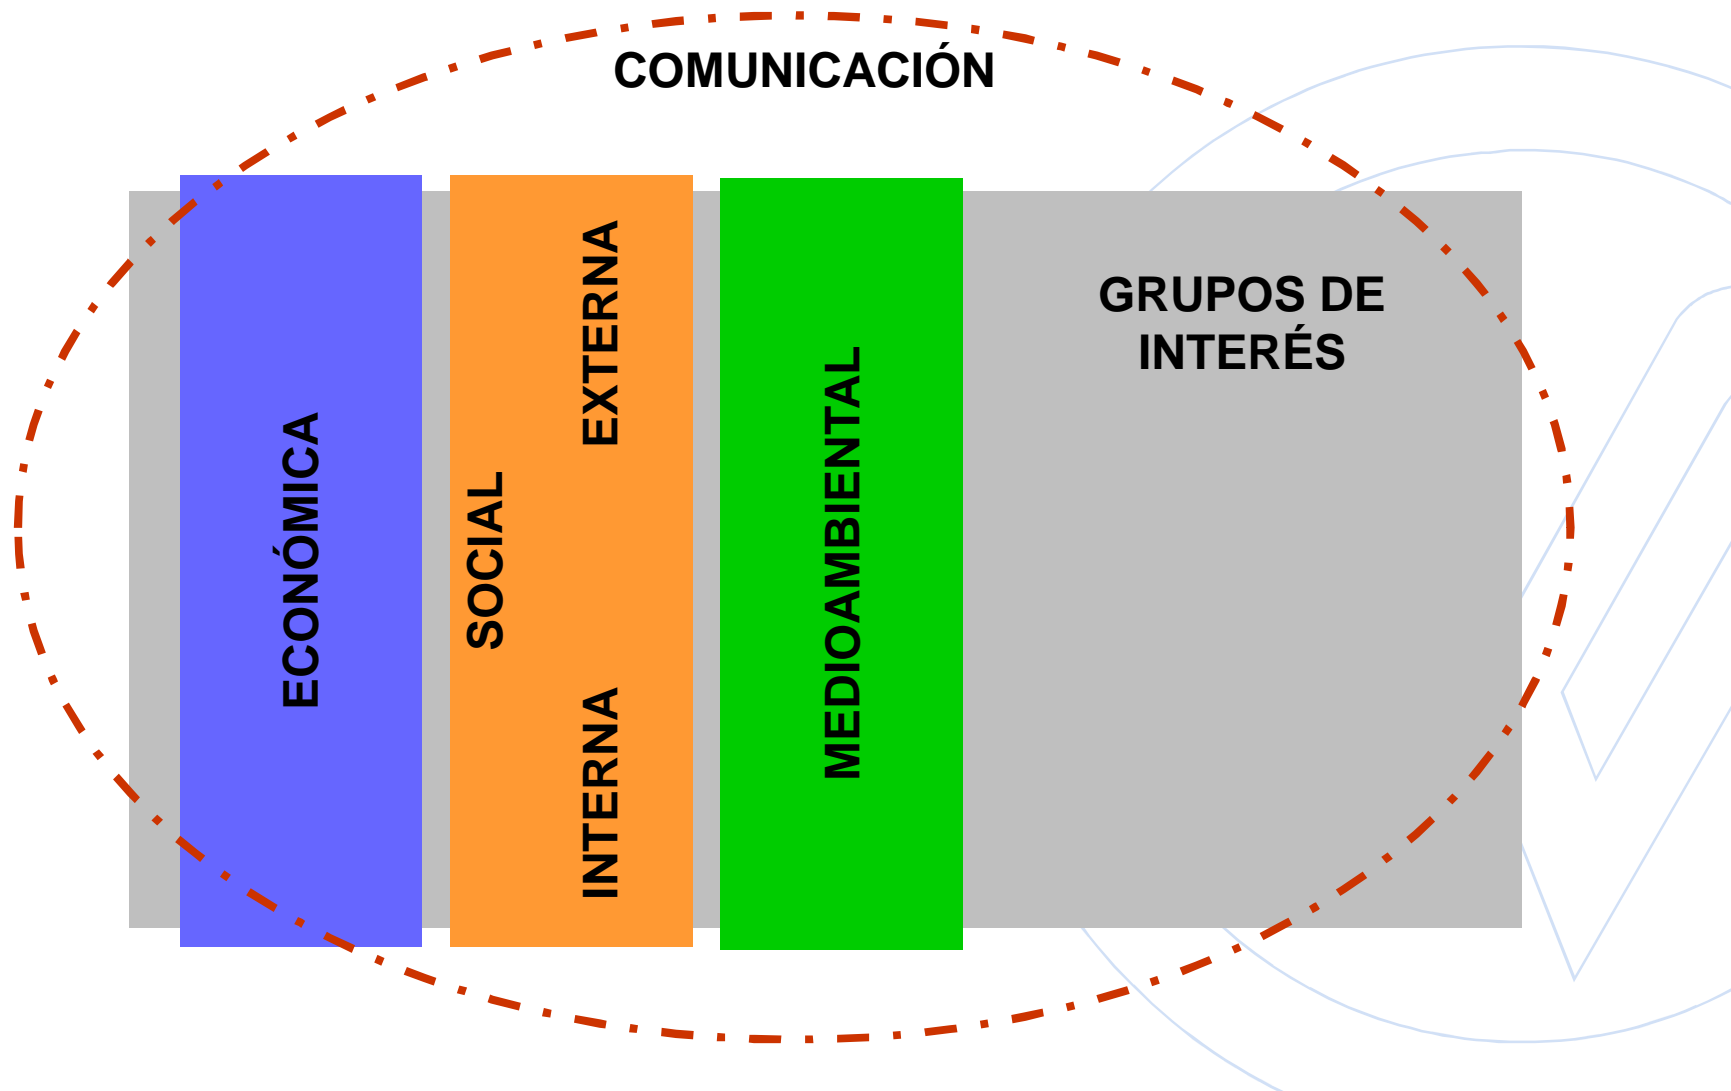 COMUNICACIÓN
ECONÓMICA
SOCIAL
EXTERNA
INTERNA
MEDIOAMBIENTAL
GRUPOS DE
INTERÉS